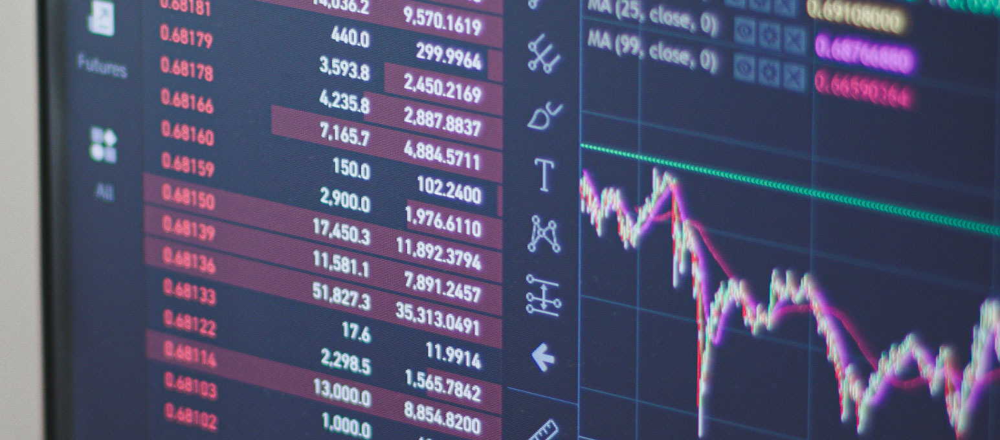 0.68181 14,036.2 9,570.1619
0.68179 440.0 299.9964
0.68178 3,593.8 2,450.2169
0.68166 4,235.8 2,887.8837
0.68160 7,165.7 4,884.5711
0.68159 150.0 102.2400
0.68150 2,900.0 1,976.6110
0.68139 17,450.3 11,892.3794
0.68136 11,581.1 7,891.2457
0.68133 51,827.3 35,313.0491
0.68122 17.6 11.9914
0.68114 2,298.5 1,565.7842
0.68103 13,000.0 8,854.8200
0.68102 1,000.0
Futures
All
T
MA (25, close, 0) 0.69108000
MA (99, close, 0) 0.68766880
0.66590264